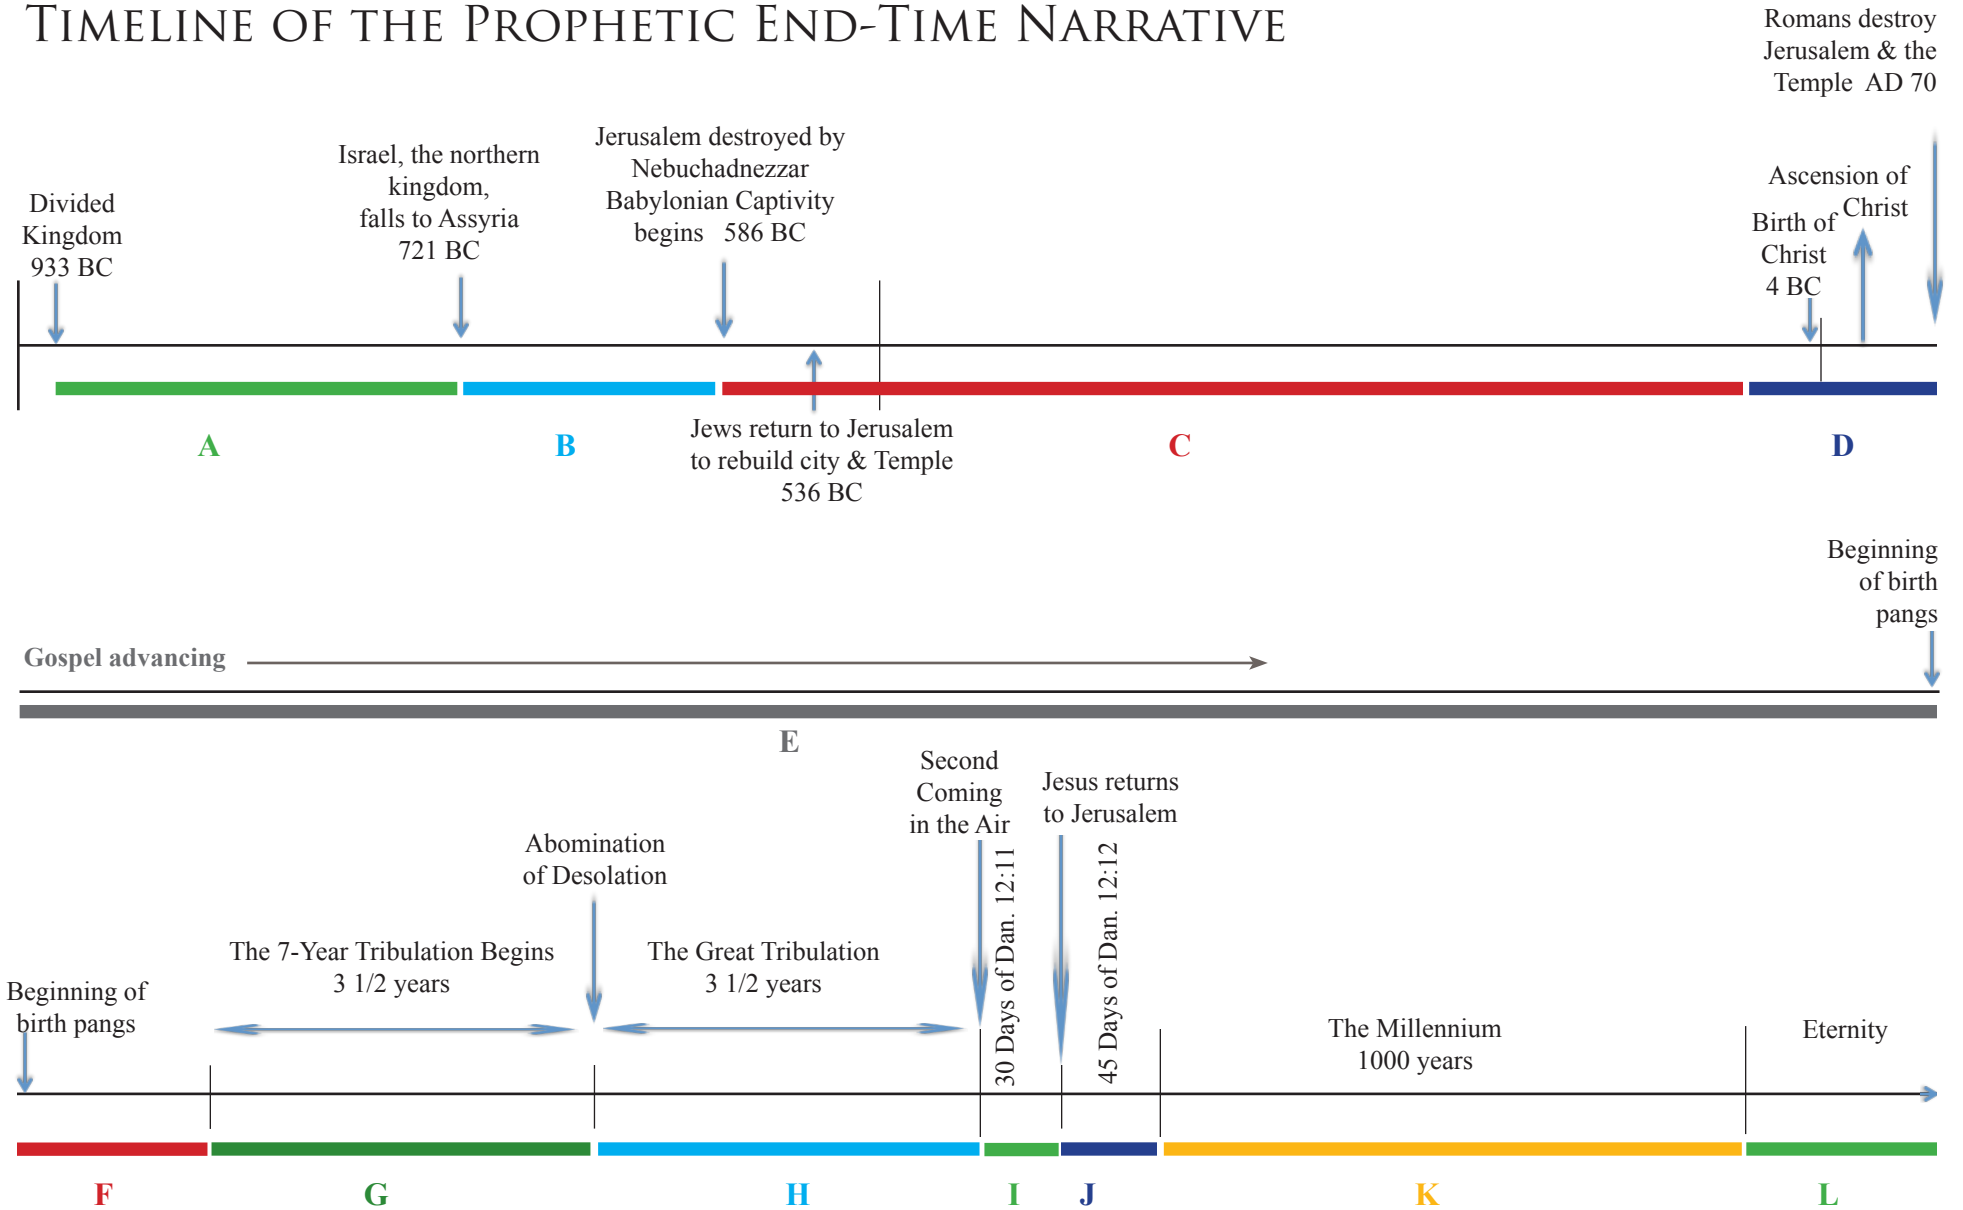 TIMELINE OF THE PROPHETIC END-TIME NARRATIVE
Romans destroy
Jerusalem & the
Temple AD 70
Divided
Kingdom
933 BC
Israel, the northern
kingdom,
falls to Assyria
721 BC
Jerusalem destroyed by
Nebuchadnezzar
Babylonian Captivity
begins 586 BC
Birth of
Christ
4 BC
Ascension of
Christ
A
B
Jews return to Jerusalem
to rebuild city & Temple
536 BC
C
D
Beginning
of birth
pangs
Gospel advancing
E
Beginning of
birth pangs
The 7-Year Tribulation Begins
3 1/2 years
Abomination
of Desolation
The Great Tribulation
3 1/2 years
Second
Coming
in the Air
30 Days of Dan. 12:11
Jesus returns
to Jerusalem
45 Days of Dan. 12:12
The Millennium
1000 years
Eternity
F
G
H
I
J
K
L